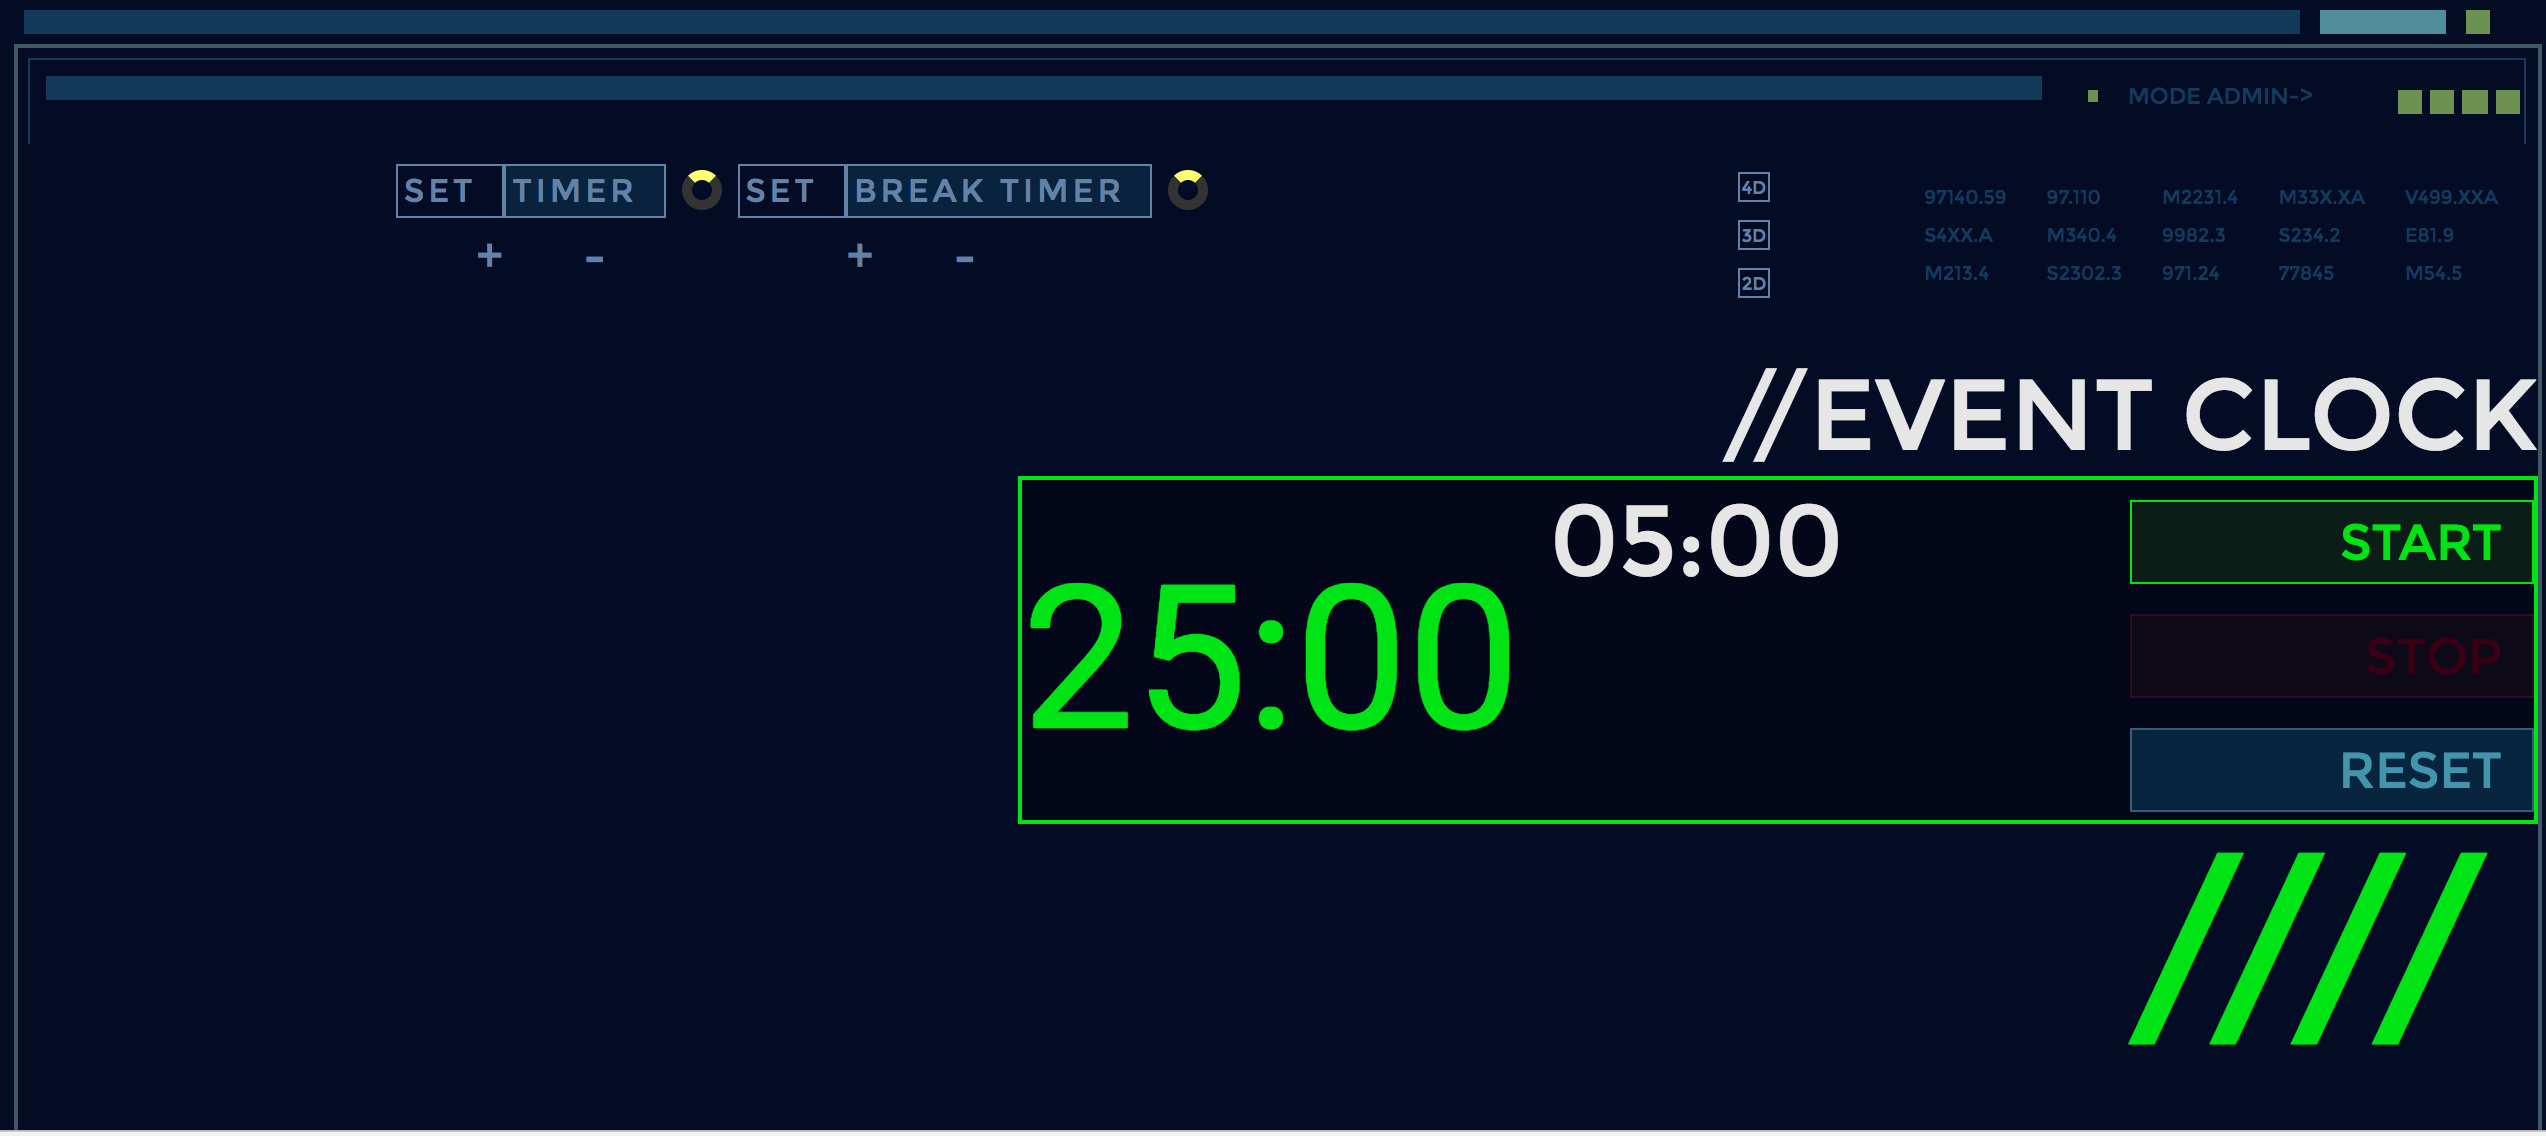 MODE ADMIN->
SET TIMER SET BREAK TIMER
+ - + -
4D
3D
2D
97140.59 97.110 M2231.4 M33X.XA V499.XXA
S4XX.A M340.4 9982.3 S234.2 E81.9
M213.4 S2302.3 971.24 77845 M54.5
//EVENT CLOCK
05:00
25:00
START
STOP
RESET
////